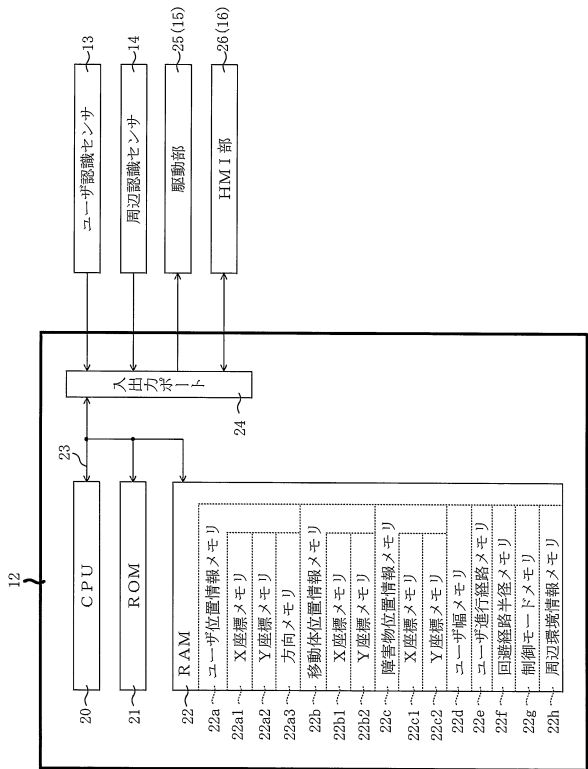 12
20
CPU
21
ROM
22
RAM
22a
ユーザ位置情報メモリ
22a1
X座標メモリ
22a2
Y座標メモリ
22a3
方向メモリ
22b
移動体位置情報メモリ
22b1
X座標メモリ
22b2
Y座標メモリ
22c
障害物位置情報メモリ
22c1
X座標メモリ
22c2
Y座標メモリ
22d
ユーザ幅メモリ
22e
ユーザ進行経路メモリ
22f
回避経路半径メモリ
22g
制御モードメモリ
22h
周辺環境情報メモリ
23
入出力ポート
24
ユーザ認識センサ
13
周辺認識センサ
14
駆動部
25(15)
HMI部
26(16)